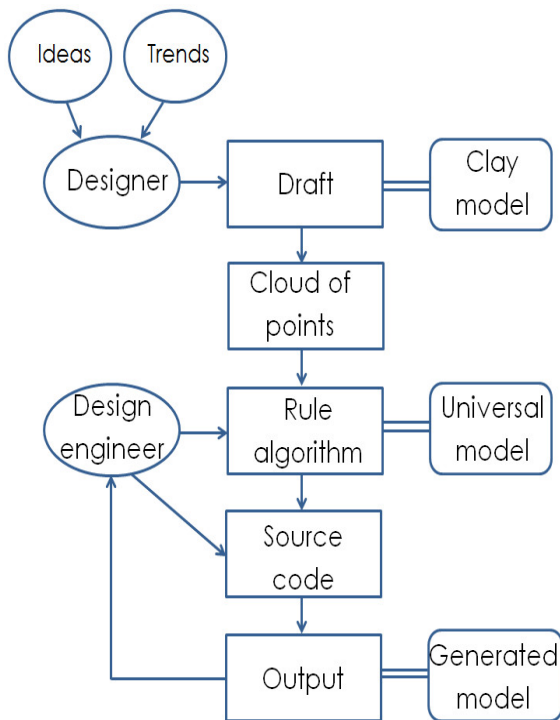 Ideas
Trends
Designer
Draft
Clay
model
Cloud of
points
Design
engineer
Rule
algorithm
Universal
model
Source
code
Output
Generated
model